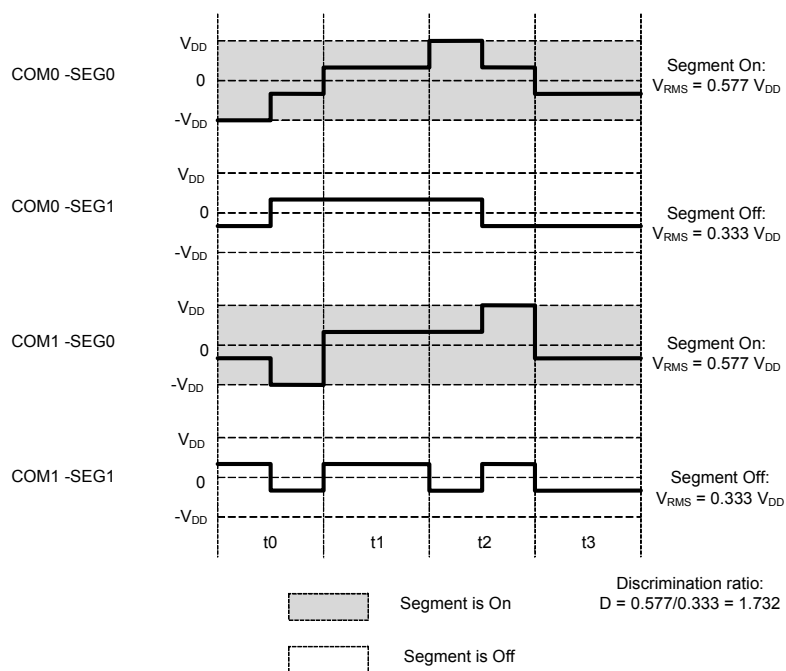 V_DD
COM0 -SEG0
0
Segment On:
V_RMS = 0.577 V_DD
-V_DD
V_DD
COM0 -SEG1
0
Segment Off:
V_RMS = 0.333 V_DD
-V_DD
V_DD
COM1 -SEG0
0
Segment On:
V_RMS = 0.577 V_DD
-V_DD
V_DD
COM1 -SEG1
0
Segment Off:
V_RMS = 0.333 V_DD
-V_DD
t0 t1 t2 t3
Segment is On
Discrimination ratio:
D = 0.577/0.333 = 1.732
Segment is Off